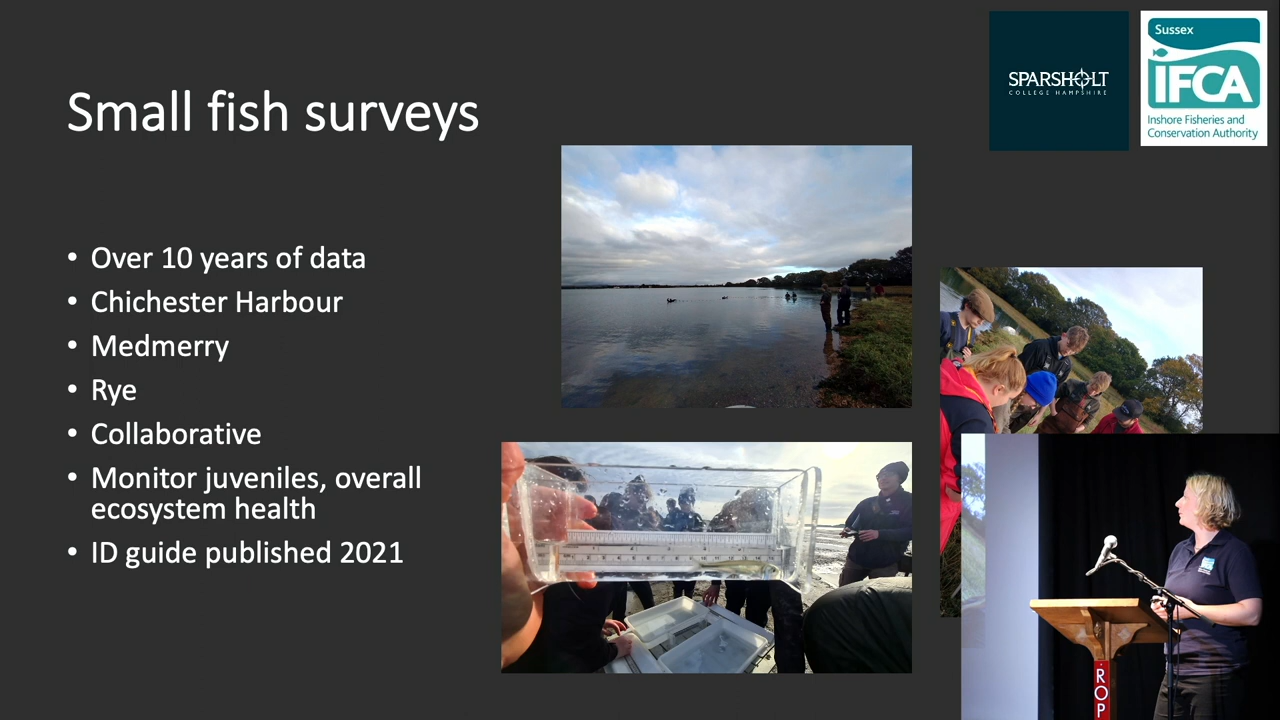 Small fish surveys
• Over 10 years of data
• Chichester Harbour
• Medmerry
• Rye
• Collaborative
• Monitor juveniles, overall
ecosystem health
• ID guide published 2021
SPARSHOLT
COLLEGE HAMPSHIRE
Sussex
IFCA
Inshore Fisheries and
Conservation Authority
ROP